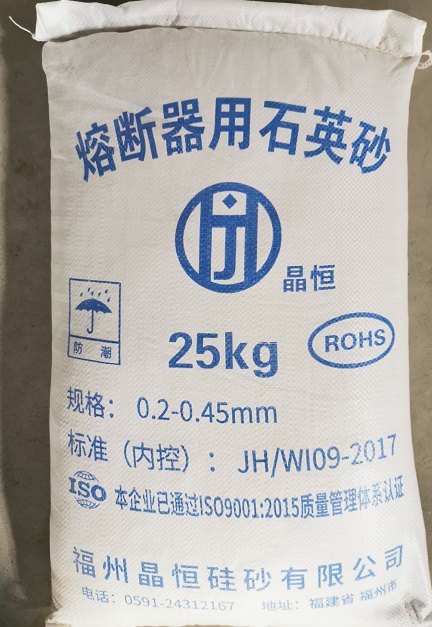 熔断器用石英砂
晶恒
防潮
25kg
ROHS
规格: 0.2-0.45mm
标准（内控）: JH/WI09-2017
ISO 本企业已通过ISO9001:2015质量管理体系认证
福州晶恒硅砂有限公司
电话: 0591-24312167 地址: 福建省 福州市